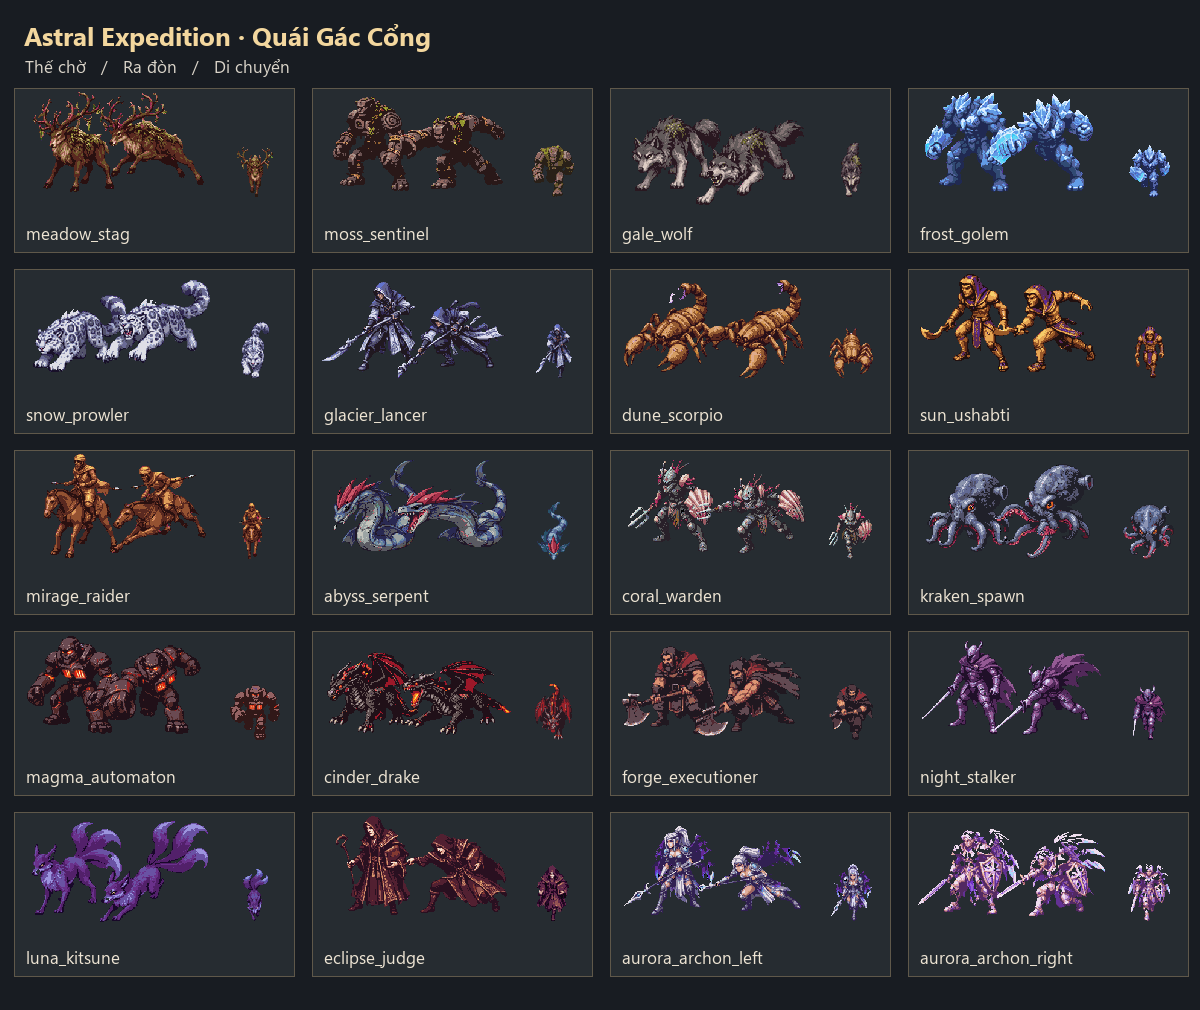 Astral Expedition · Quái Gác Cổng
Thế chờ / Ra đòn / Di chuyển
meadow_stag
moss_sentinel
gale_wolf
frost_golem
snow_prowler
glacier_lancer
dune_scorpio
sun_ushabti
mirage_raider
abyss_serpent
coral_warden
kraken_spawn
magma_automaton
cinder_drake
forge_executioner
night_stalker
luna_kitsune
eclipse_judge
aurora_archon_left
aurora_archon_right